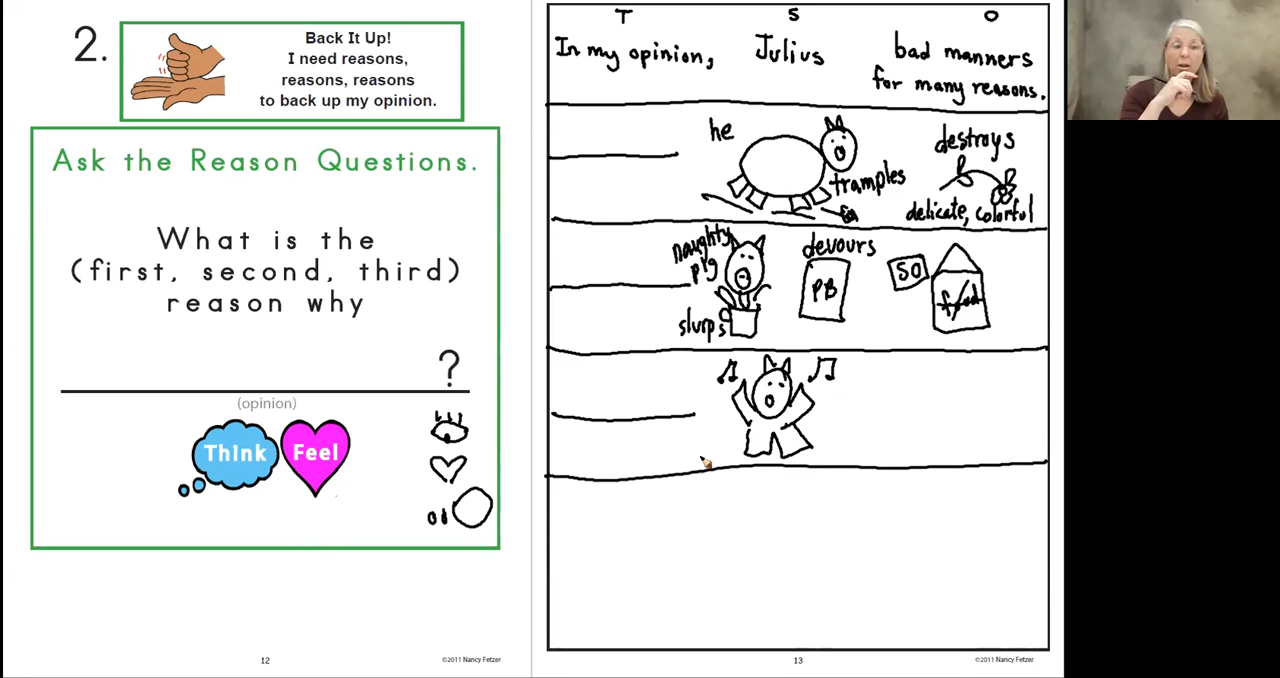 2.
Back It Up!
I need reasons,
reasons, reasons
to back up my opinion.
Ask the Reason Questions.
What is the
(first, second, third)
reason why
?
(opinion)
Think Feel
12
©2011 Nancy Fetzer
T S O
In my opinion, Julius bad manners
for many reasons.
he destroys
tramples
delicate, colorful
naughty devours
pig SO
PB food
slurps
13
©2011 Nancy Fetzer